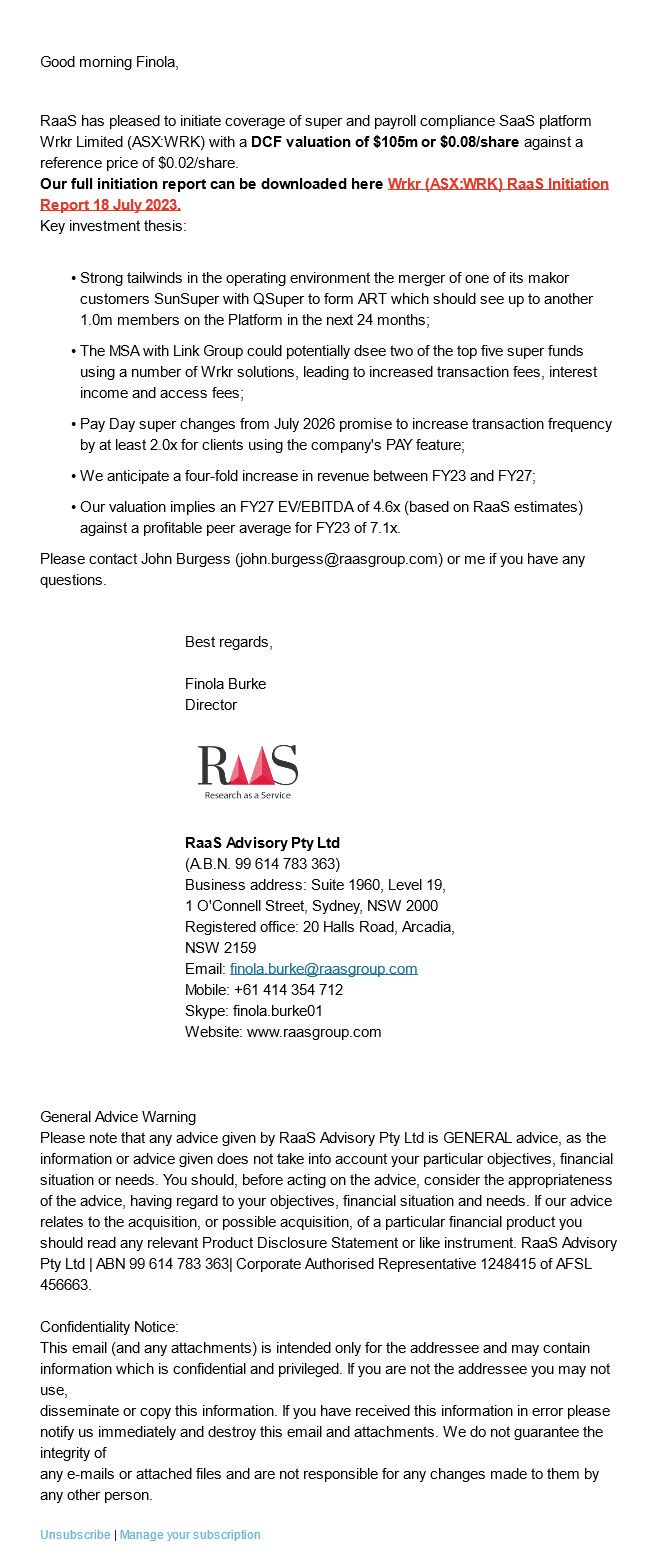 Good morning Finola,
RaaS has pleased to initiate coverage of super and payroll compliance SaaS platform
Wrkr Limited (ASX:WRK) with a DCF valuation of $105m or $0.08/share against a
reference price of $0.02/share.
Our full initiation report can be downloaded here Wrkr (ASX:WRK) RaaS Initiation
Report 18 July 2023.
Key investment thesis:
• Strong tailwinds in the operating environment the merger of one of its makor
customers SunSuper with QSuper to form ART which should see up to another
1.0m members on the Platform in the next 24 months;
• The MSA with Link Group could potentially dsee two of the top five super funds
using a number of Wrkr solutions, leading to increased transaction fees, interest
income and access fees;
• Pay Day super changes from July 2026 promise to increase transaction frequency
by at least 2.0x for clients using the company's PAY feature;
• We anticipate a four-fold increase in revenue between FY23 and FY27;
• Our valuation implies an FY27 EV/EBITDA of 4.6x (based on RaaS estimates)
against a profitable peer average for FY23 of 7.1x.
Please contact John Burgess (john.burgess@raasgroup.com) or me if you have any
questions.
Best regards,
Finola Burke
Director
RAAS
Research as a Service
RaaS Advisory Pty Ltd
(A.B.N. 99 614 783 363)
Business address: Suite 1960, Level 19,
1 O'Connell Street, Sydney, NSW 2000
Registered office: 20 Halls Road, Arcadia,
NSW 2159
Email: finola.burke@raasgroup.com
Mobile: +61 414 354 712
Skype: finola.burke01
Website: www.raasgroup.com
General Advice Warning
Please note that any advice given by RaaS Advisory Pty Ltd is GENERAL advice, as the
information or advice given does not take into account your particular objectives, financial
situation or needs. You should, before acting on the advice, consider the appropriateness
of the advice, having regard to your objectives, financial situation and needs. If our advice
relates to the acquisition, or possible acquisition, of a particular financial product you
should read any relevant Product Disclosure Statement or like instrument. RaaS Advisory
Pty Ltd | ABN 99 614 783 363| Corporate Authorised Representative 1248415 of AFSL
456663.
Confidentiality Notice:
This email (and any attachments) is intended only for the addressee and may contain
information which is confidential and privileged. If you are not the addressee you may not
use,
disseminate or copy this information. If you have received this information in error please
notify us immediately and destroy this email and attachments. We do not guarantee the
integrity of
any e-mails or attached files and are not responsible for any changes made to them by
any other person.
Unsubscribe | Manage your subscription